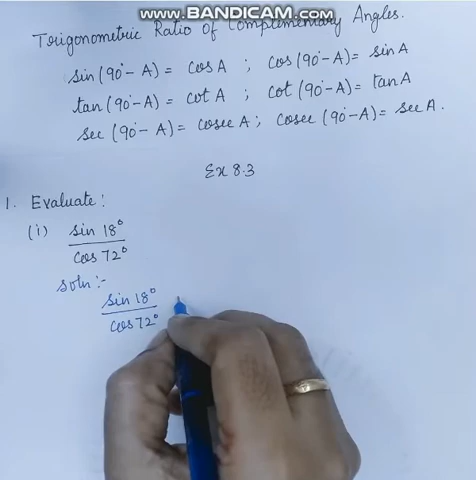 www.BANDICAM.com
Trigonometric Ratio of Complementary Angles.
sin (90°- A) = cos A ; cos (90°- A) = sin A
tan (90°- A) = cot A ; cot (90°- A) = tan A
sec (90°- A) = cosec A ; cosec (90°- A) = sec A.
Ex 8.3
1. Evaluate:
(i) sin 18°
cos 72°
Soln :-
sin 18°
cos 72°